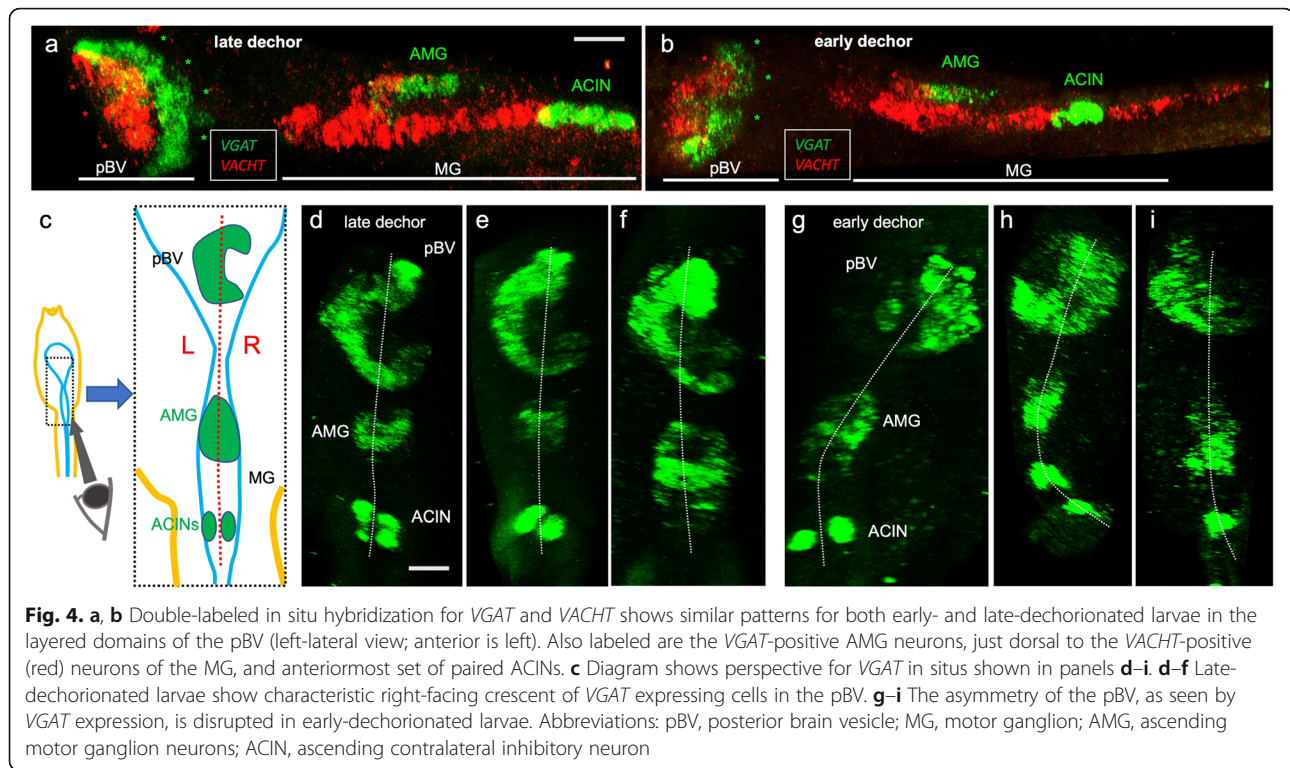 a
late dechor
AMG
ACIN
VGAT
VACHT
pBV
MG
b
early dechor
AMG
ACIN
VGAT
VACHT
pBV
MG
c
pBV
L R
AMG
MG
ACINs
d late dechor
pBV
AMG
ACIN
e
f
g early dechor
pBV
AMG
ACIN
h
i
Fig. 4. a, b Double-labeled in situ hybridization for VGAT and VACHT shows similar patterns for both early- and late-dechorionated larvae in the
layered domains of the pBV (left-lateral view; anterior is left). Also labeled are the VGAT-positive AMG neurons, just dorsal to the VACHT-positive
(red) neurons of the MG, and anteriormost set of paired ACINs. c Diagram shows perspective for VGAT in situs shown in panels d–i. d–f Late-
dechorionated larvae show characteristic right-facing crescent of VGAT expressing cells in the pBV. g–i The asymmetry of the pBV, as seen by
VGAT expression, is disrupted in early-dechorionated larvae. Abbreviations: pBV, posterior brain vesicle; MG, motor ganglion; AMG, ascending
motor ganglion neurons; ACIN, ascending contralateral inhibitory neuron